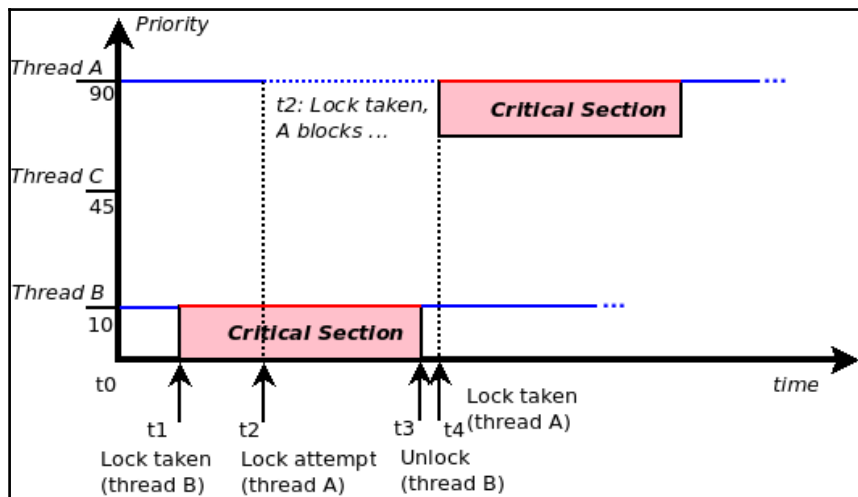 Priority
Thread A
90
t2: Lock taken,
A blocks ...
Critical Section
Thread C
45
Thread B
10
Critical Section
t0
time
t1
t2
t3
t4
Lock taken
(thread A)
Lock taken
(thread B)
Lock attempt
(thread A)
Unlock
(thread B)